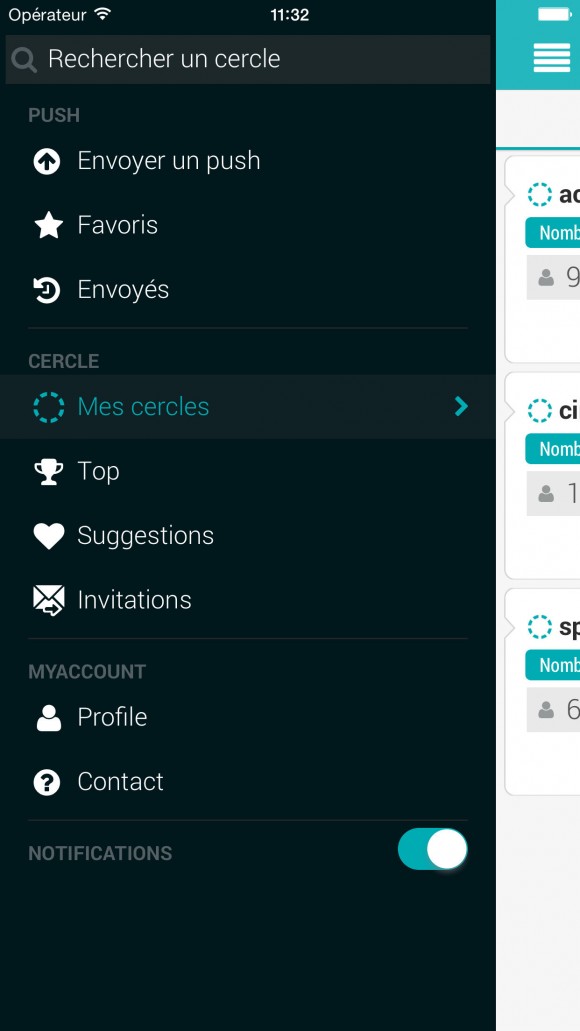 Opérateur 11:32
Rechercher un cercle
PUSH
Envoyer un push
Favoris
Envoyés
CERCLE
Mes cercles
Top
Suggestions
Invitations
MYACCOUNT
Profile
Contact
NOTIFICATIONS
Nomb
9
ci
Nomb
1
sp
Nomb
6